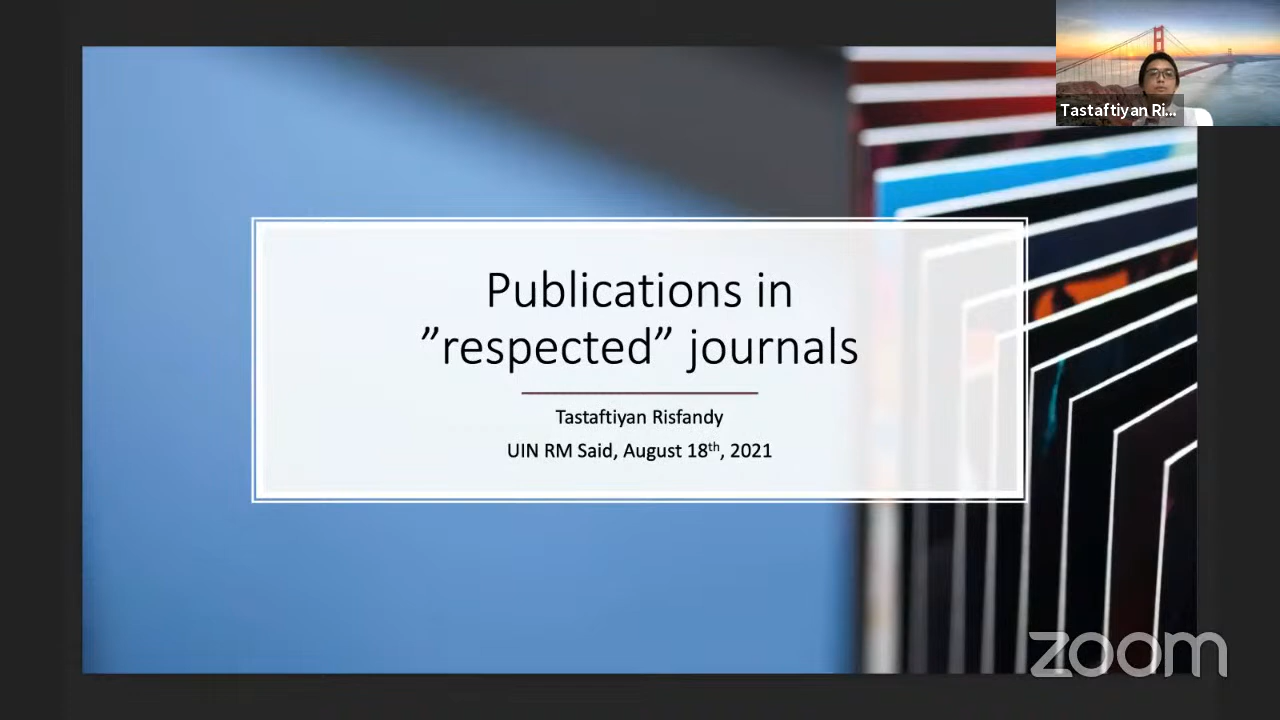 Tastaftiyan Ri...
Publications in
”respected” journals
Tastaftiyan Risfandy
UIN RM Said, August 18th, 2021
zoom